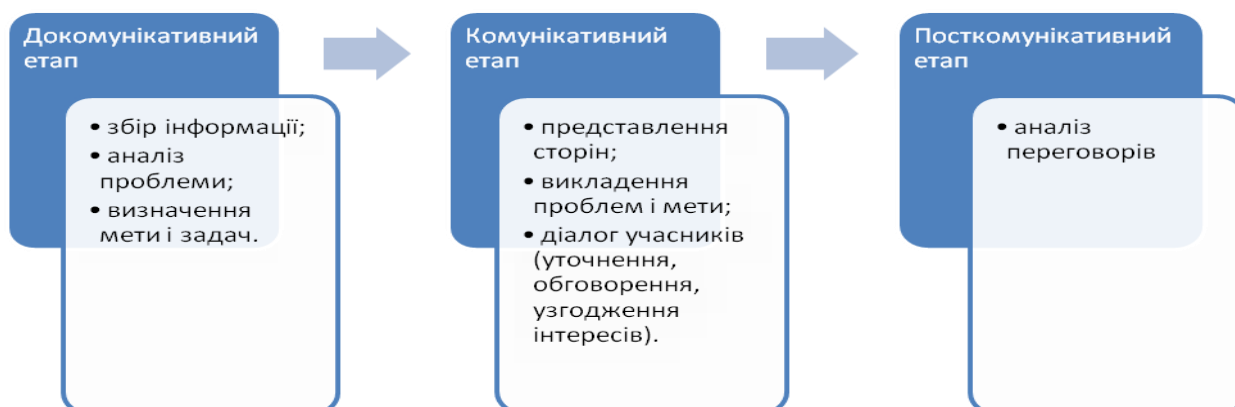 Докомунікативний
етап
• збір інформації;
• аналіз
проблеми;
• визначення
мети і задач.
Комунікативний
етап
• представлення
сторін;
• викладення
проблем і мети;
• діалог учасників
(уточнення,
обговорення,
узгодження
інтересів).
Посткомунікативний
етап
• аналіз
переговорів